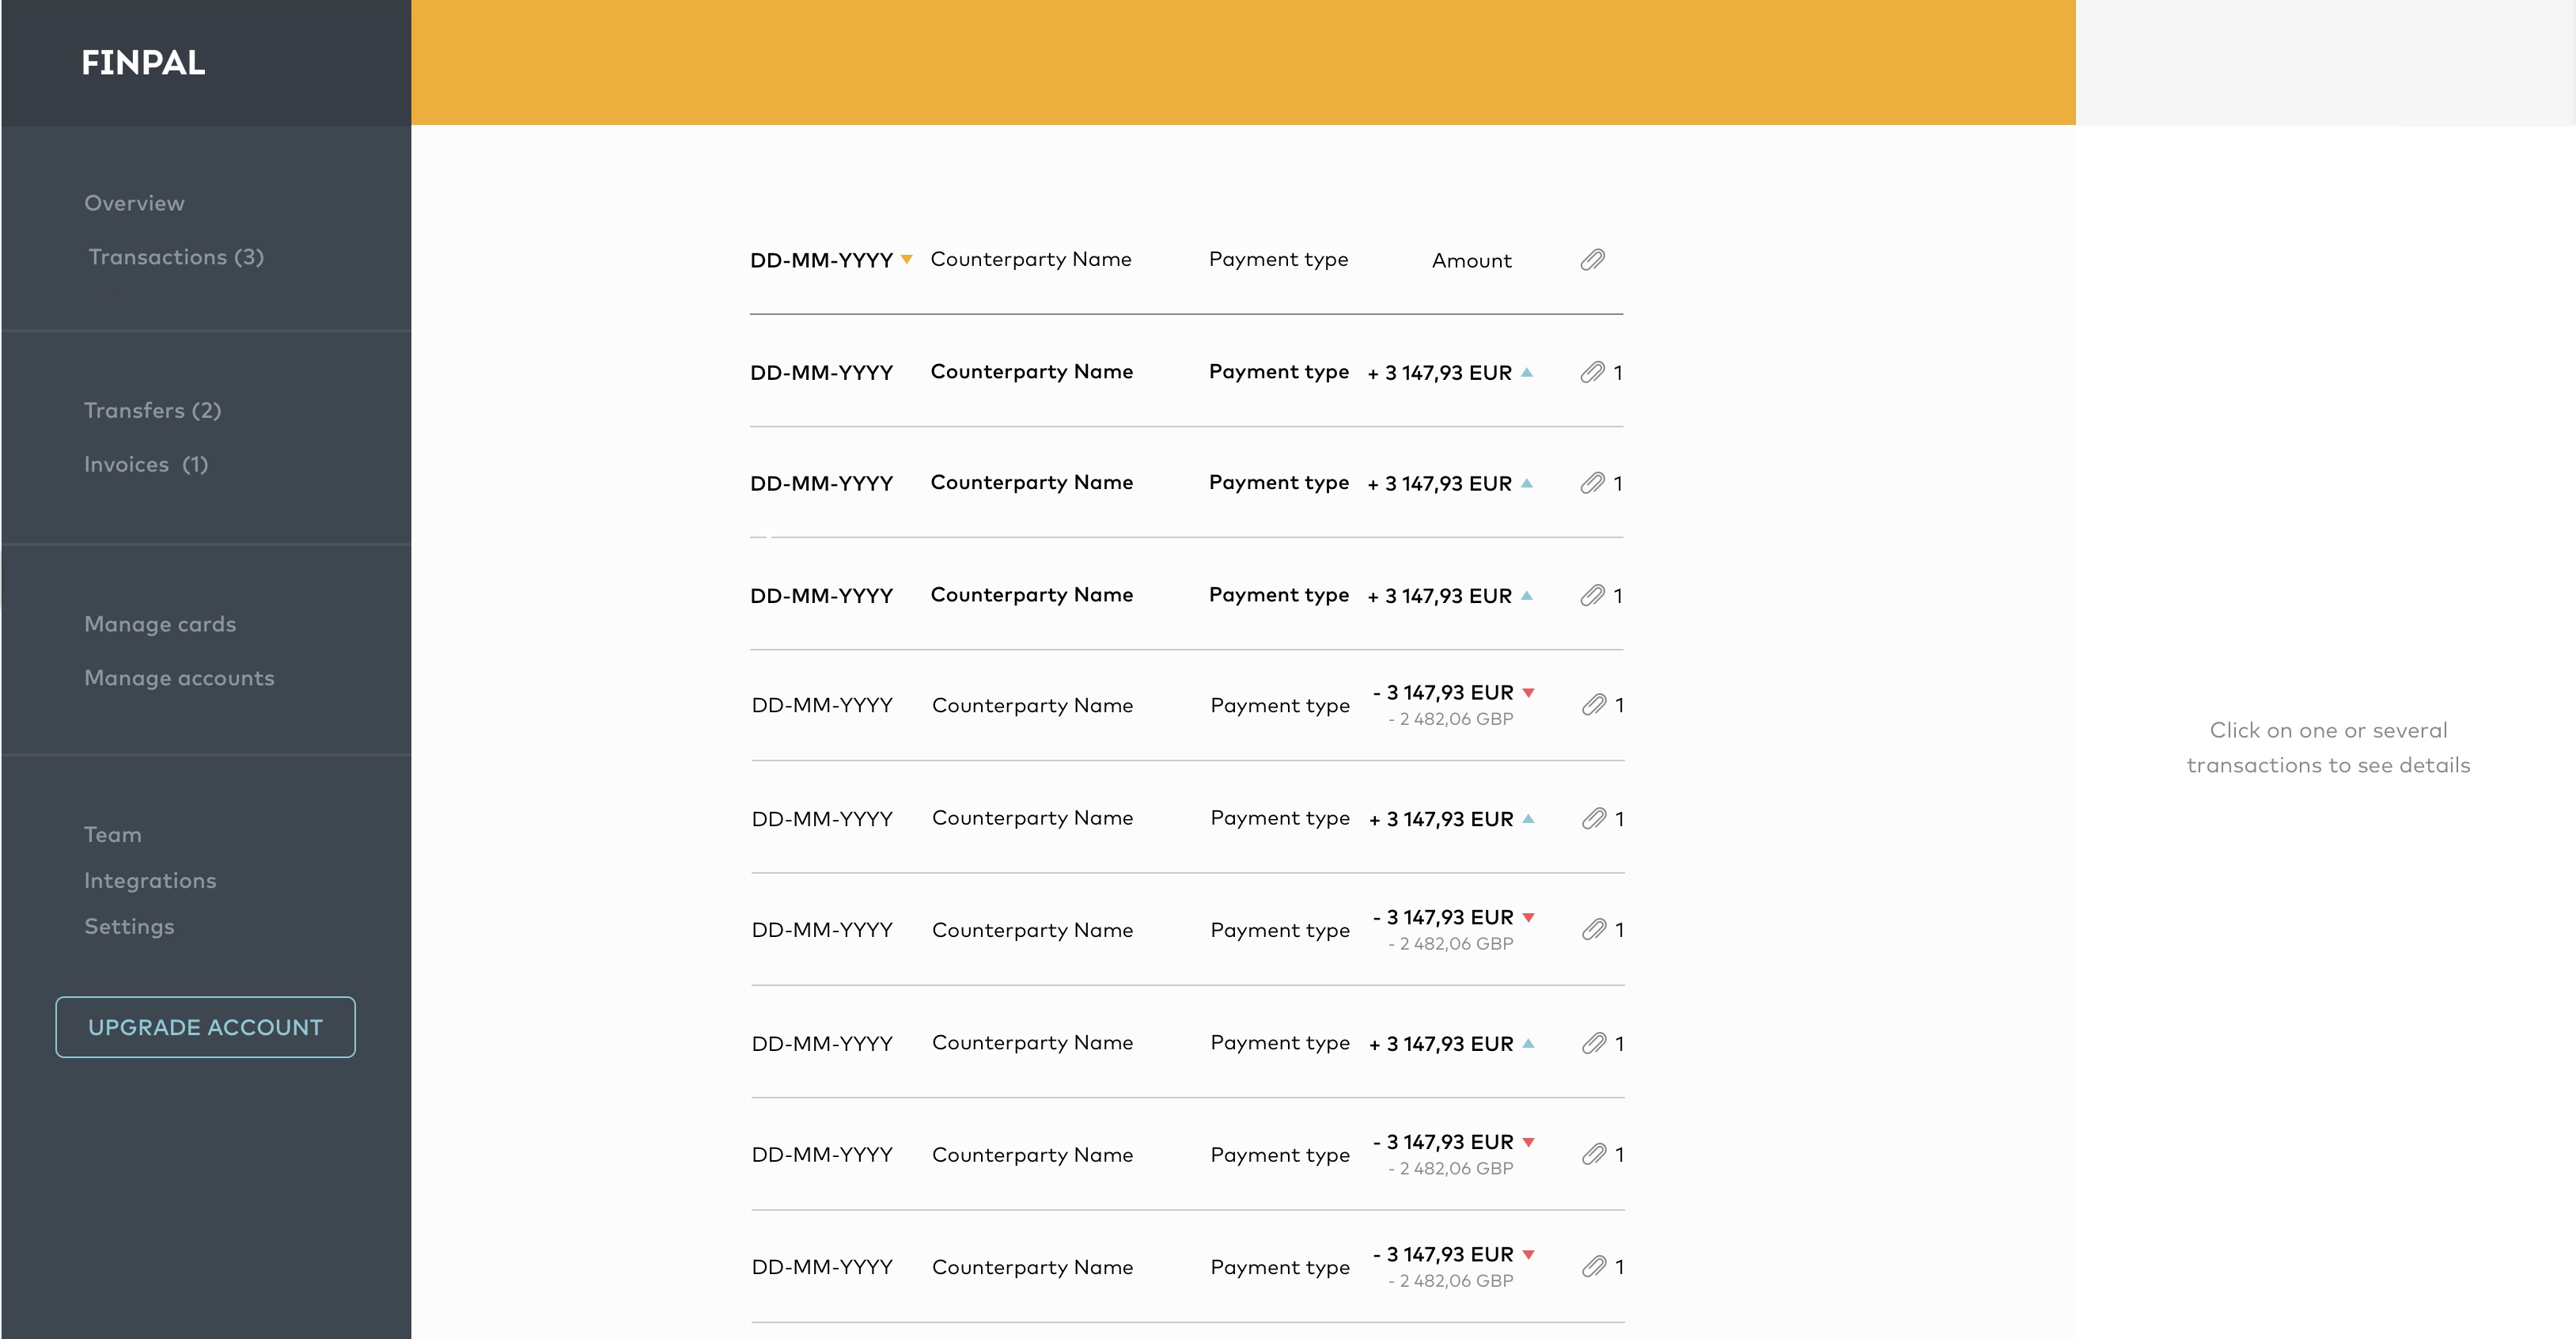 FINPAL
Overview
Transactions (3)
Transfers (2)
Invoices (1)
Manage cards
Manage accounts
Team
Integrations
Settings
UPGRADE ACCOUNT
DD-MM-YYYY Counterparty Name Payment type Amount
DD-MM-YYYY Counterparty Name Payment type + 3 147,93 EUR 1
DD-MM-YYYY Counterparty Name Payment type + 3 147,93 EUR 1
DD-MM-YYYY Counterparty Name Payment type + 3 147,93 EUR 1
DD-MM-YYYY Counterparty Name Payment type - 3 147,93 EUR 1
- 2 482,06 GBP
DD-MM-YYYY Counterparty Name Payment type + 3 147,93 EUR 1
DD-MM-YYYY Counterparty Name Payment type - 3 147,93 EUR 1
- 2 482,06 GBP
DD-MM-YYYY Counterparty Name Payment type + 3 147,93 EUR 1
DD-MM-YYYY Counterparty Name Payment type - 3 147,93 EUR 1
- 2 482,06 GBP
DD-MM-YYYY Counterparty Name Payment type - 3 147,93 EUR 1
- 2 482,06 GBP
Click on one or several
transactions to see details